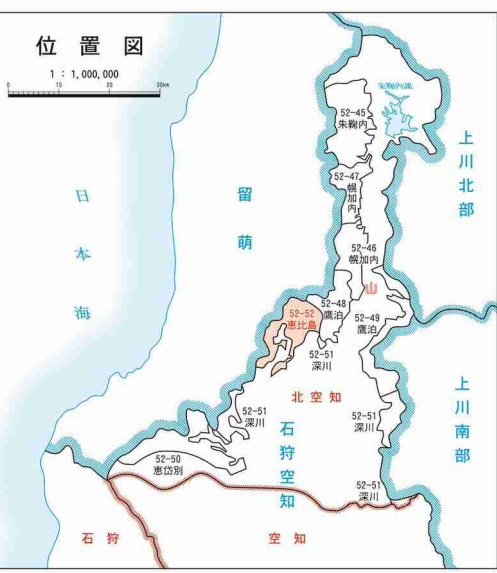 位置図
1 : 1,000,000
0 10 20 30km
朱鞠内湖
52-45
朱鞠内
上川北部
52-47
幌加内
留萌
日本海
52-46
幌加内
山
52-48
鷹泊
52-52
恵比島
52-49
鷹泊
52-51
深川
北空知
上川南部
52-51
深川
52-51
深川
石狩空知
52-50
恵岱別
52-51
深川
石狩
空知